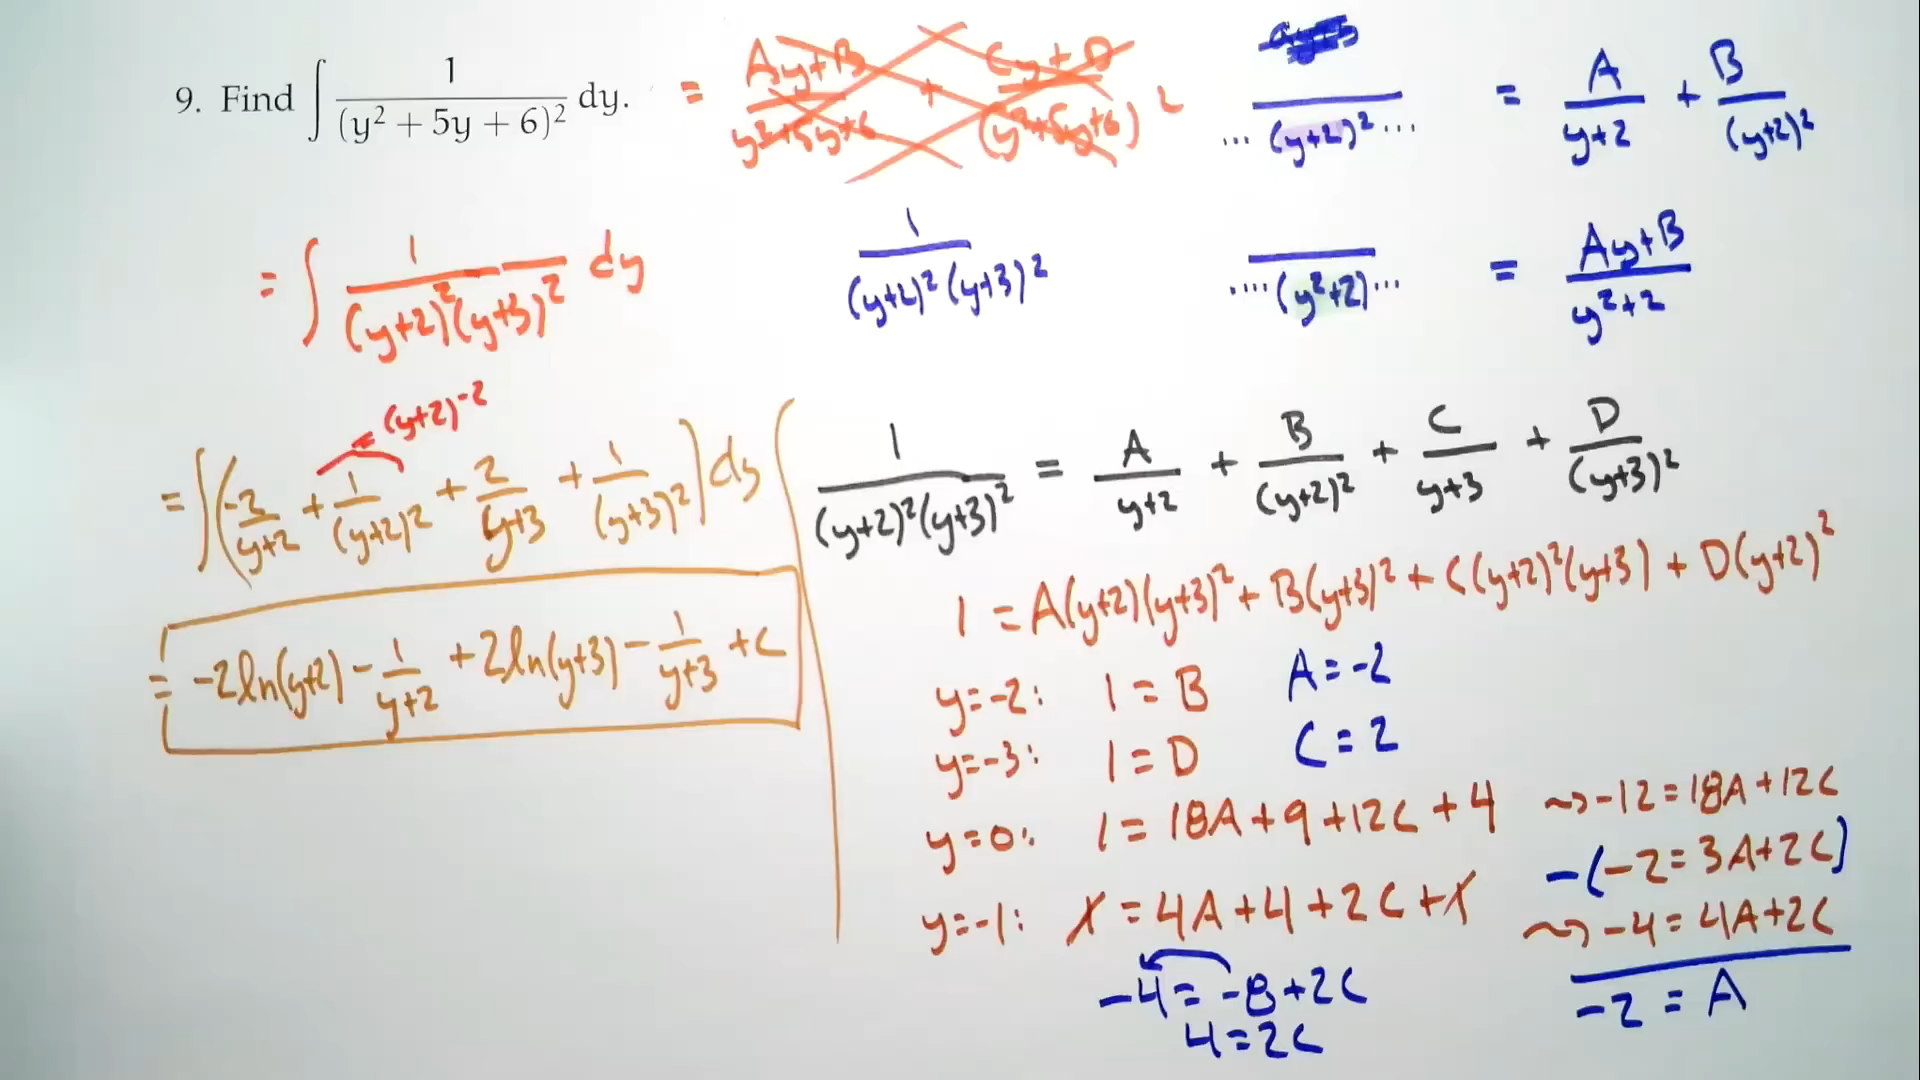 9. Find ∫ 1/(y² + 5y + 6)² dy.
= Ay+B/y²+5y+6 + Cy+D/(y²+5y+6)²
... (y+2)² ... = A/y+2 + B/(y+2)²
= ∫ 1/(y+2)²(y+3)² dy
1/(y+2)²(y+3)²
....(y²+2)... = Ay+B/y²+2
= (y+2)⁻²
= ∫(-2/y+2 + 1/(y+2)² + 2/y+3 + 1/(y+3)²) dy
= -2ln(y+2) - 1/y+2 + 2ln(y+3) - 1/y+3 + C
1/(y+2)²(y+3)² = A/y+2 + B/(y+2)² + C/y+3 + D/(y+3)²
1 = A(y+2)(y+3)² + B(y+3)² + C(y+2)²(y+3) + D(y+2)²
y=-2: 1 = B
y=-3: 1 = D
A=-2
C=2
y=0: 1 = 18A+9+12C+4
y=-1: 1 = 4A+4+2C+1
-4 = -8+2C
4=2C
⇝ -12 = 18A+12C
-(-2 = 3A+2C)
⇝ -4 = 4A+2C
-2 = A